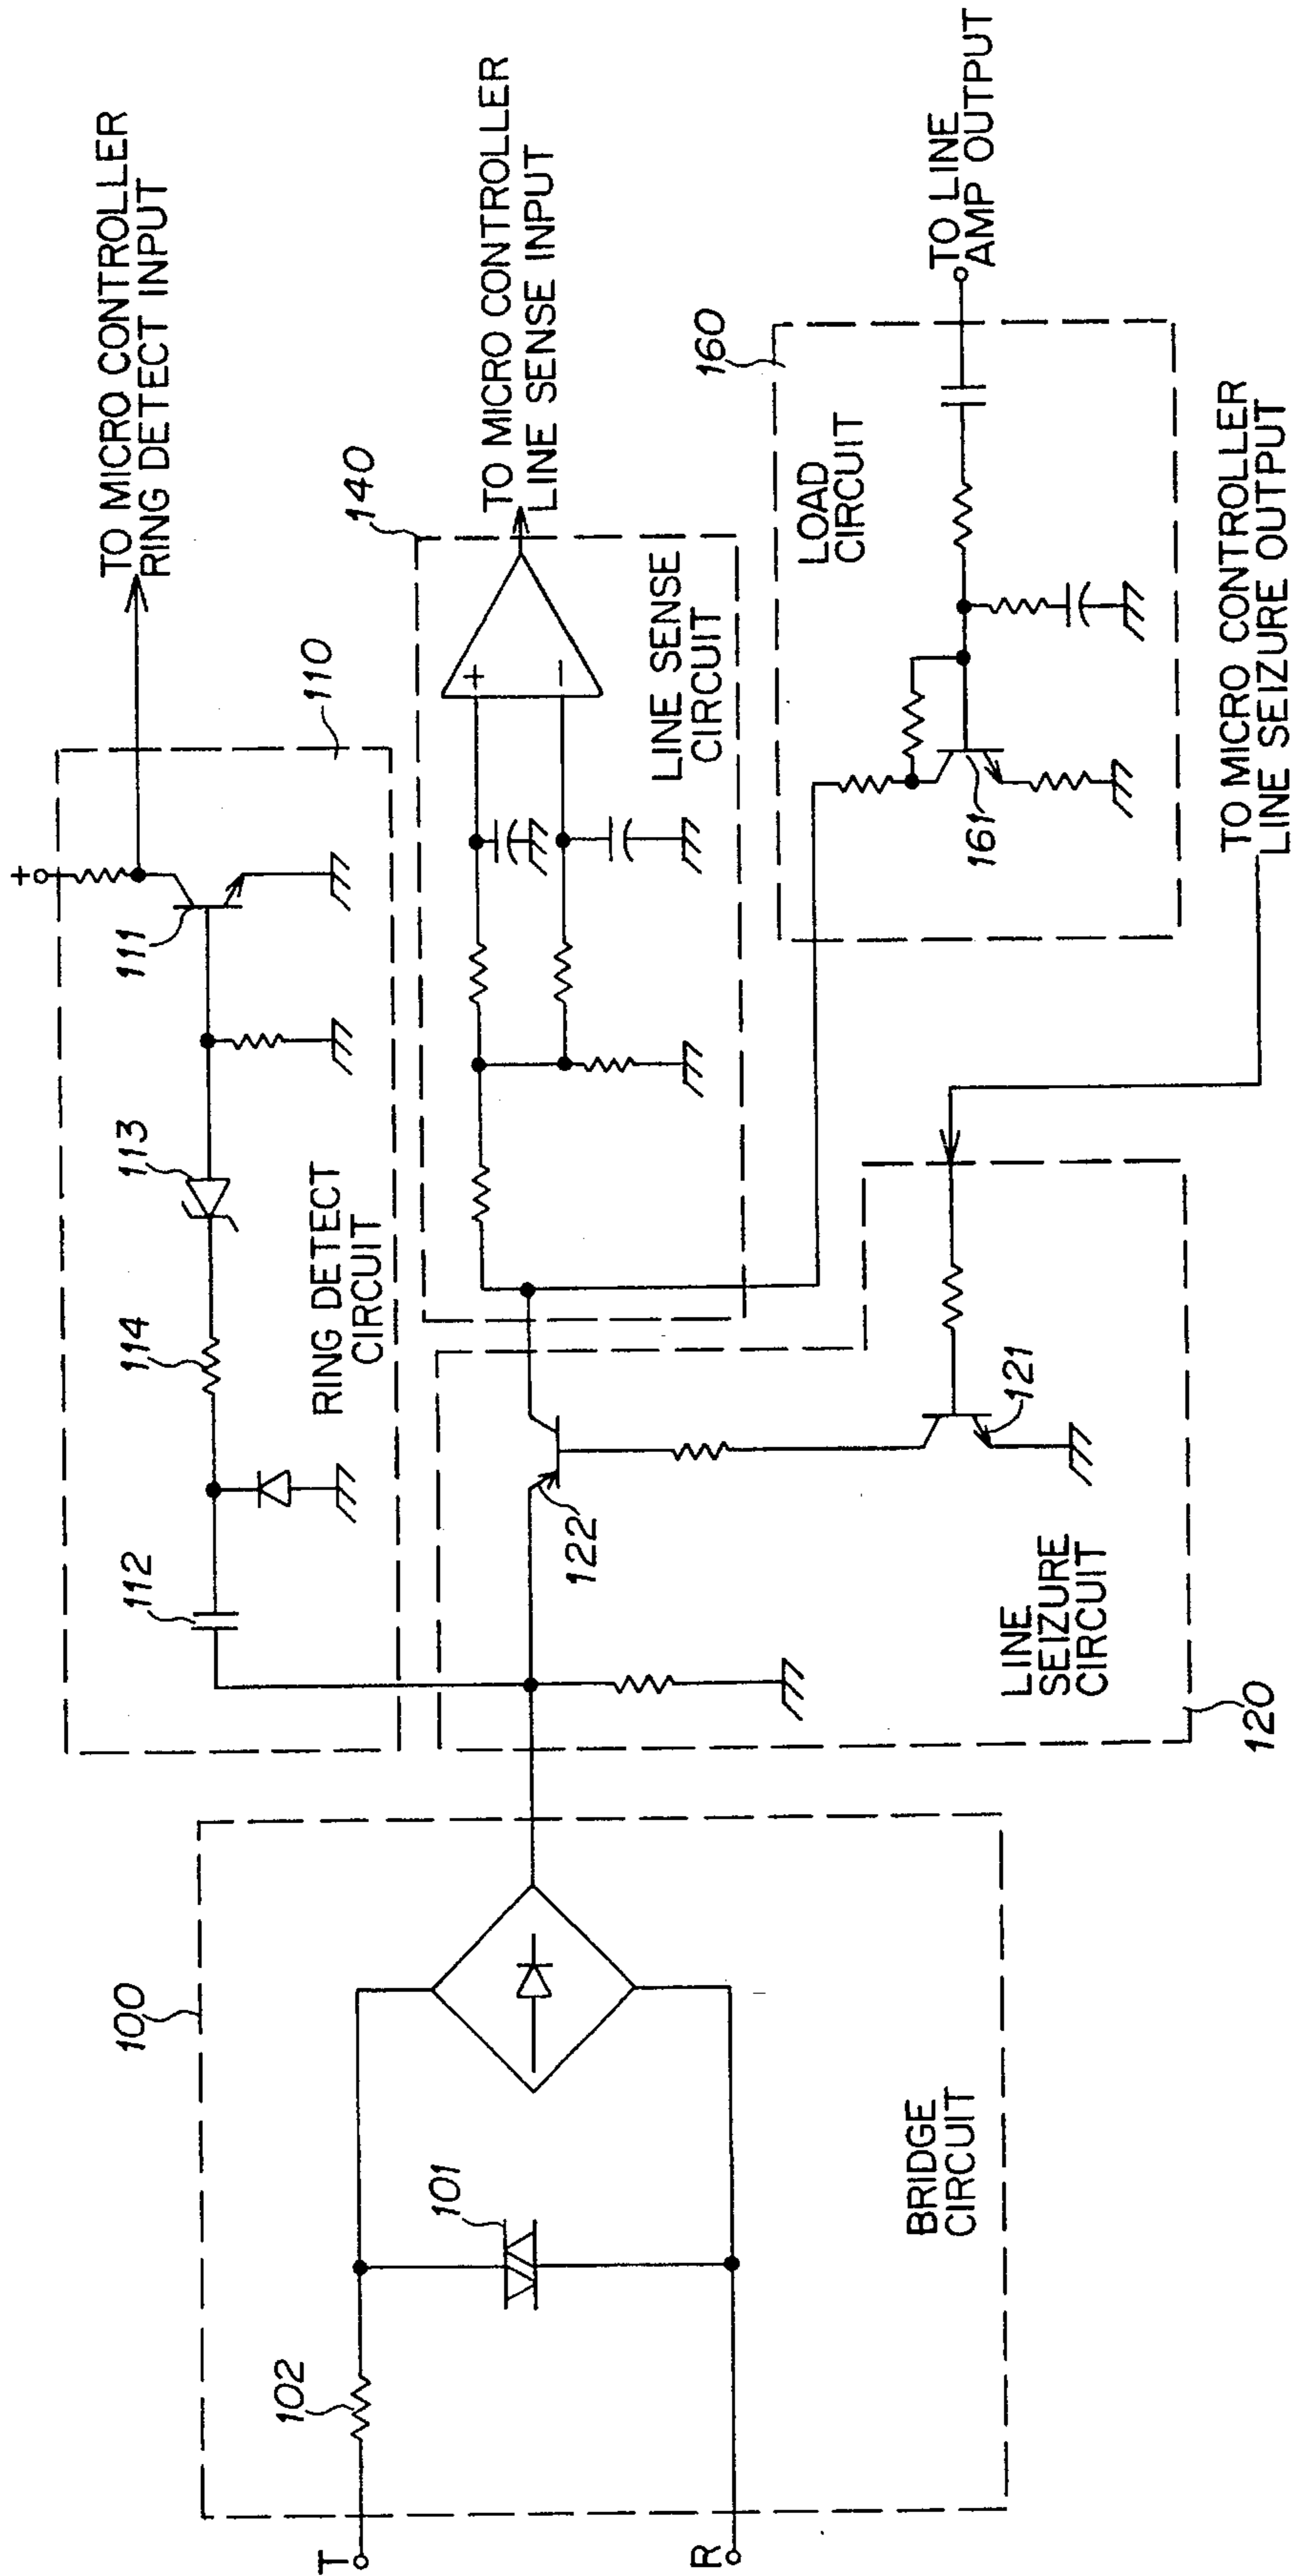 T
R
102
101
100
BRIDGE
CIRCUIT
112
114
113
111
+
110
RING DETECT
CIRCUIT
TO MICRO CONTROLLER
RING DETECT INPUT
122
121
LINE
SEIZURE
CIRCUIT
120
140
+
−
LINE SENSE
CIRCUIT
TO MICRO CONTROLLER
LINE SENSE INPUT
160
LOAD
CIRCUIT
161
TO LINE
AMP OUTPUT
TO MICRO CONTROLLER
LINE SEIZURE OUTPUT